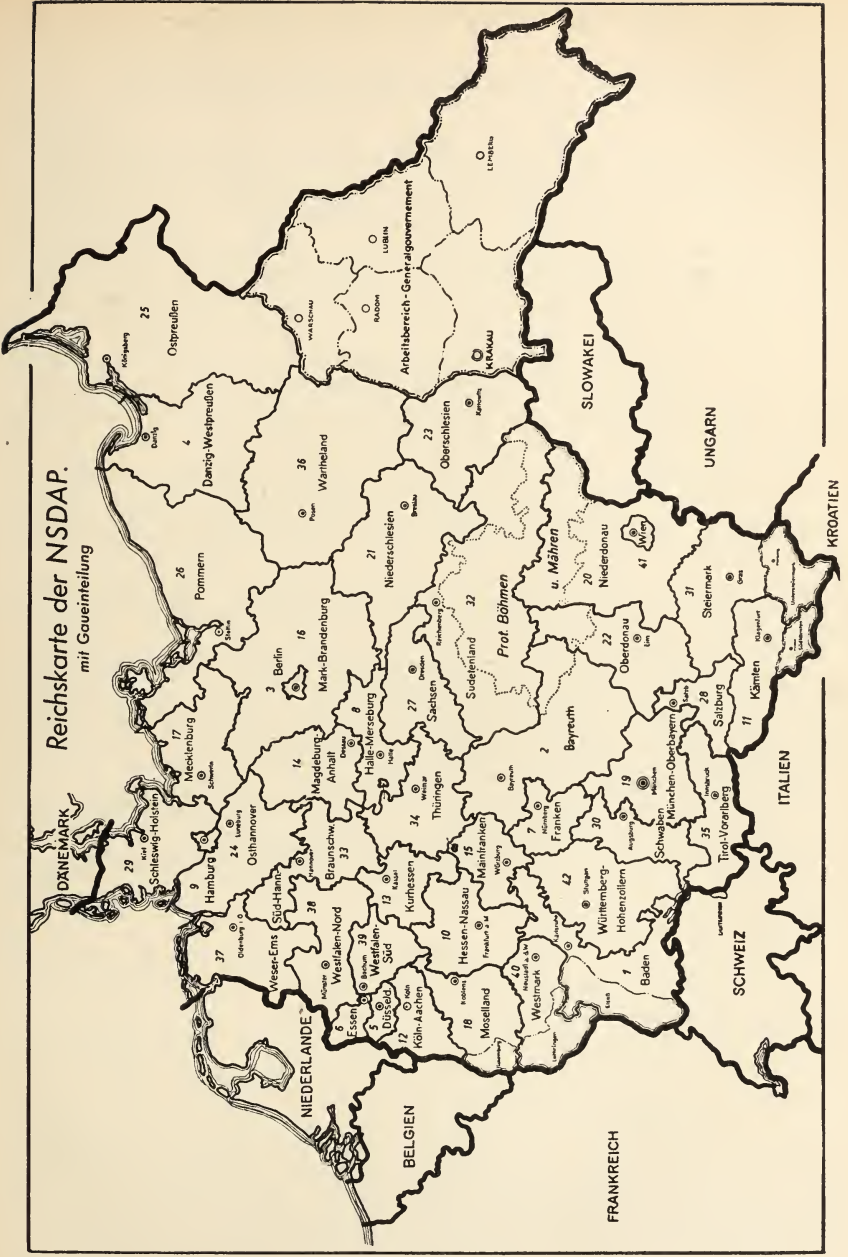 Reichskarte der NSDAP.
mit Gaueinteilung
DÄNEMARK
29
Kiel
Schleswig-Holstein
17
Mecklenburg
Schwerin
26
Pommern
Stettin
4
Danzig-Westpreußen
Danzig
25
Ostpreußen
Königsberg
9
Hamburg
24
Lüneburg
Osthannover
37
Oldenburg i. O
Weser-Ems
Süd-Hann.-
Hannover
Braunschw.
33
14
Magdeburg-
Anhalt
Dessau
3
Berlin
16
Mark-Brandenburg
36
Wartheland
Posen
WARSCHAU
LUBLIN
RADOM
Arbeitsbereich-Generalgouvernement
KRAKAU
LEMBERG
NIEDERLANDE
38
Westfalen-Nord
Münster
39
Bochum
Westfalen-
Süd
6
Essen
5
Düsseld.
12
Köln
Köln-Aachen
13
Kassel
Kurhessen
8
Halle-Merseburg
Halle
34
Weimar
Thüringen
27
Dresden
Sachsen
21
Niederschlesien
Breslau
23
Oberschlesien
Kattowitz
BELGIEN
18
Moselland
Koblenz
10
Hessen-Nassau
Frankfurt a M
15
Mainfranken
Würzburg
2
Bayreuth
Bayreuth
Reichenberg
32
Sudetenland
Prot. Böhmen
u. Mähren
40
Neustadt a. d. W
Westmark
Lothringen
7
Nürnberg
Franken
Karlsruhe
42
Stuttgart
Württemberg-
Hohenzollern
1
Baden
Elsaß
30
Augsburg
Schwaben
19
München
München-Oberbayern
22
Oberdonau
Linz
20
Niederdonau
Wien
41
SLOWAKEI
UNGARN
28
Salzburg
31
Steiermark
Graz
35
Innsbruck
Tirol-Vorarlberg
11
Kärnten
Klagenfurt
FRANKREICH
SCHWEIZ
ITALIEN
KROATIEN